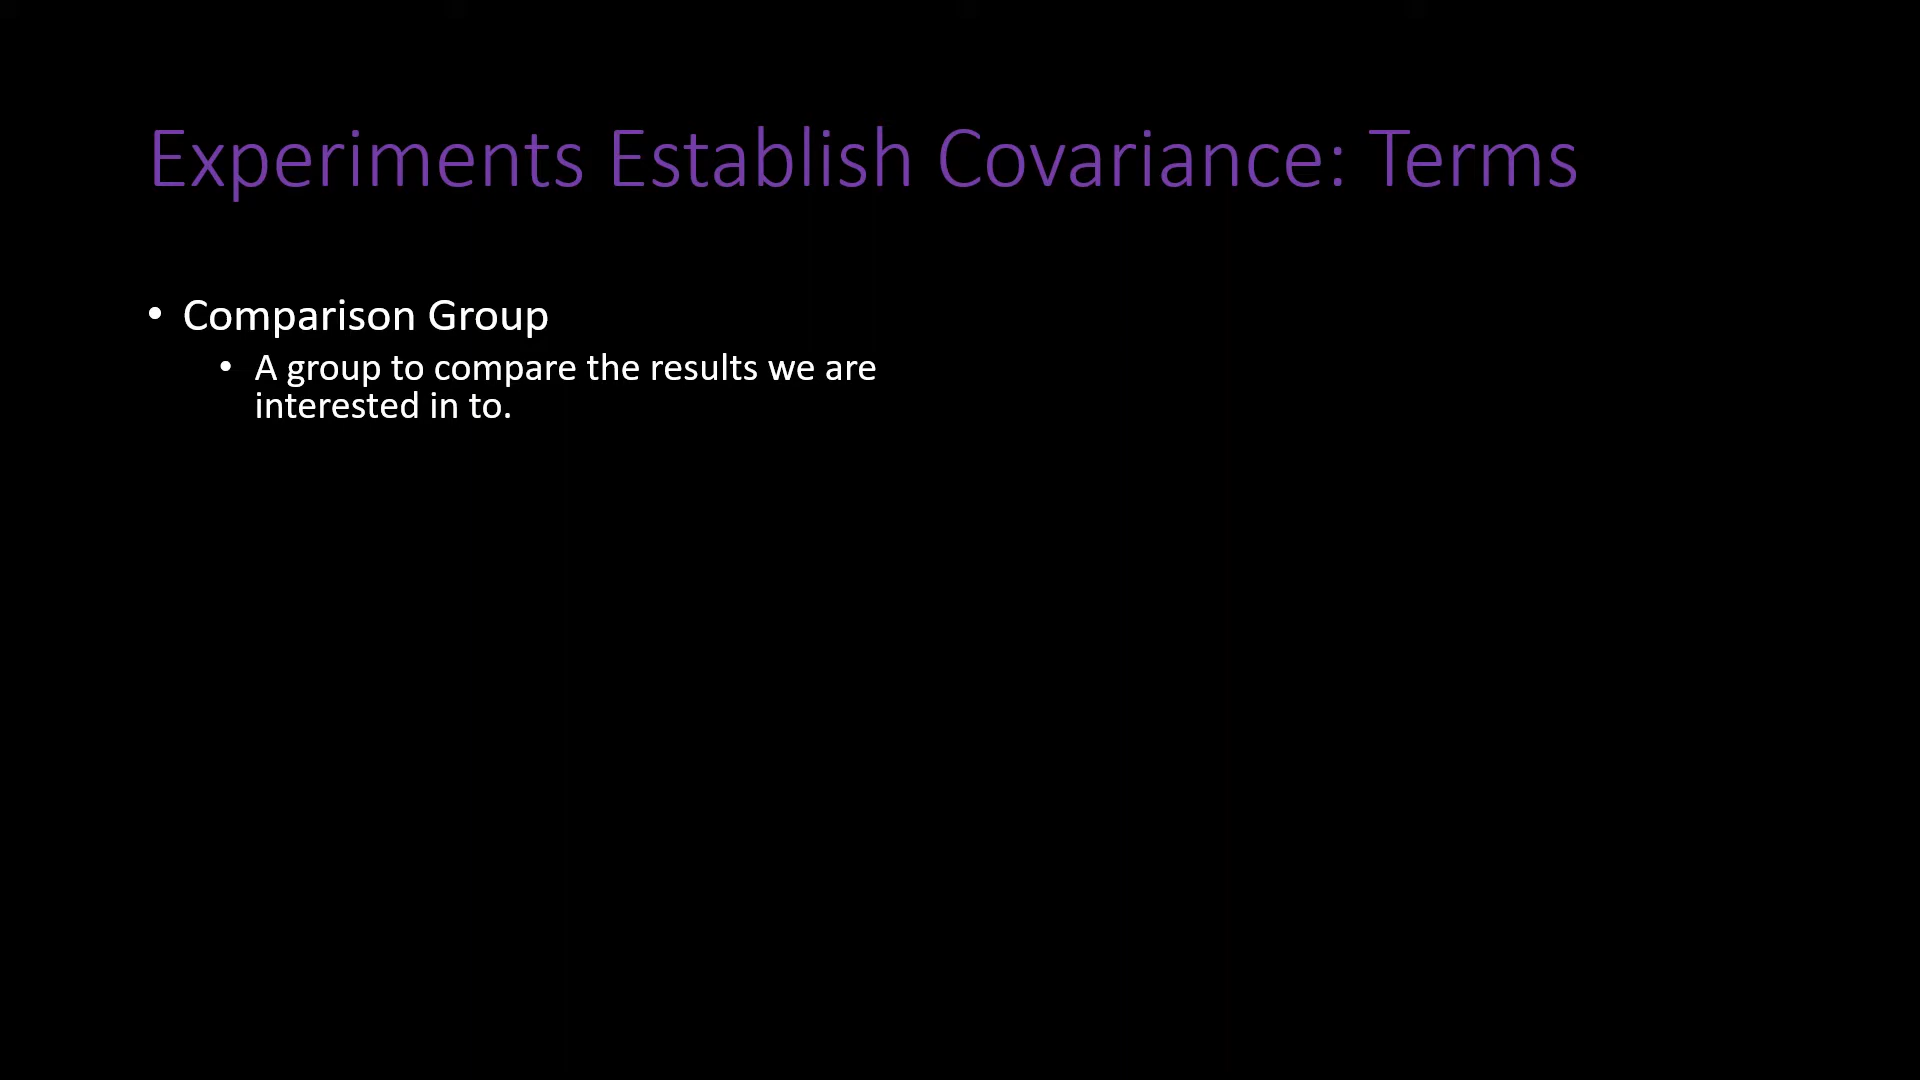 Experiments Establish Covariance: Terms
• Comparison Group
• A group to compare the results we are
interested in to.